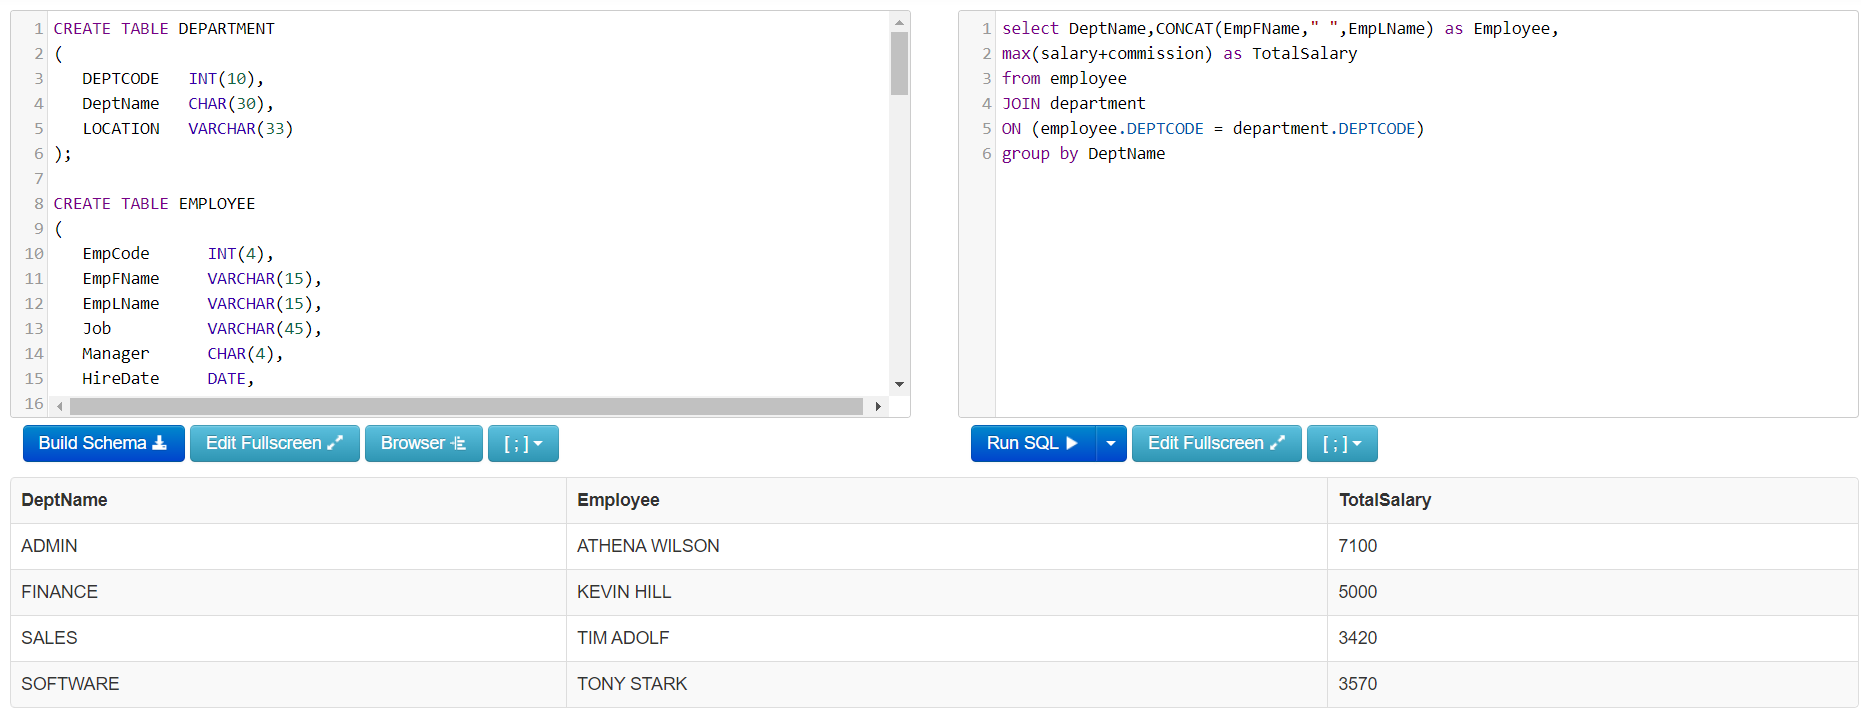 1 CREATE TABLE DEPARTMENT
2 (
3 DEPTCODE INT(10),
4 DeptName CHAR(30),
5 LOCATION VARCHAR(33)
6 );
7
8 CREATE TABLE EMPLOYEE
9 (
10 EmpCode INT(4),
11 EmpFName VARCHAR(15),
12 EmpLName VARCHAR(15),
13 Job VARCHAR(45),
14 Manager CHAR(4),
15 HireDate DATE,
16
Build Schema Edit Fullscreen Browser [ ; ]
1 select DeptName,CONCAT(EmpFName," ",EmpLName) as Employee,
2 max(salary+commission) as TotalSalary
3 from employee
4 JOIN department
5 ON (employee.DEPTCODE = department.DEPTCODE)
6 group by DeptName
Run SQL Edit Fullscreen [ ; ]
DeptName Employee TotalSalary
ADMIN ATHENA WILSON 7100
FINANCE KEVIN HILL 5000
SALES TIM ADOLF 3420
SOFTWARE TONY STARK 3570